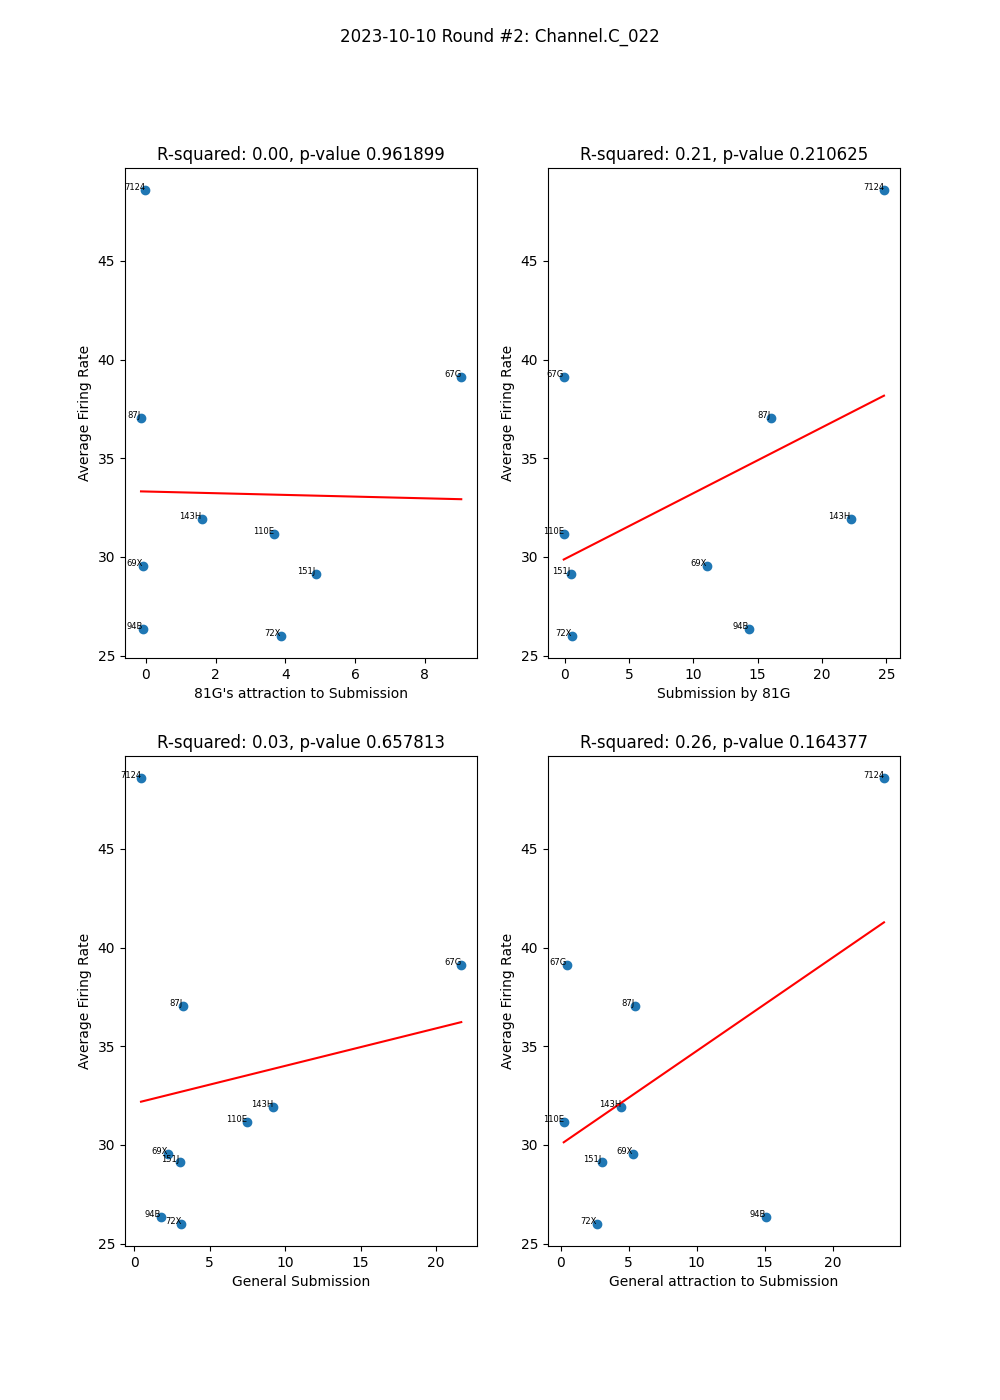 2023-10-10 Round #2: Channel.C_022
R-squared: 0.00, p-value 0.961899
7124
67G
87J
143H
110E
69X
151J
94B
72X
45
40
35
30
25
Average Firing Rate
0 2 4 6 8
81G's attraction to Submission
R-squared: 0.21, p-value 0.210625
7124
67G
87J
143H
110E
69X
151J
94B
72X
45
40
35
30
25
Average Firing Rate
0 5 10 15 20 25
Submission by 81G
R-squared: 0.03, p-value 0.657813
7124
67G
87J
143H
110E
69X
151J
94B
72X
45
40
35
30
25
Average Firing Rate
0 5 10 15 20
General Submission
R-squared: 0.26, p-value 0.164377
7124
67G
87J
143H
110E
69X
151J
94B
72X
45
40
35
30
25
Average Firing Rate
0 5 10 15 20
General attraction to Submission